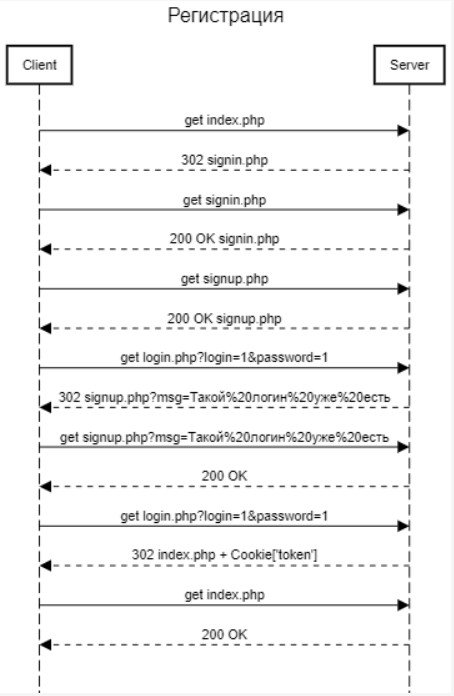 Регистрация
Client
Server
get index.php
302 signin.php
get signin.php
200 OK signin.php
get signup.php
200 OK signup.php
get login.php?login=1&password=1
302 signup.php?msg=Такой%20логин%20уже%20есть
get signup.php?msg=Такой%20логин%20уже%20есть
200 OK
get login.php?login=1&password=1
302 index.php + Cookie['token']
get index.php
200 OK